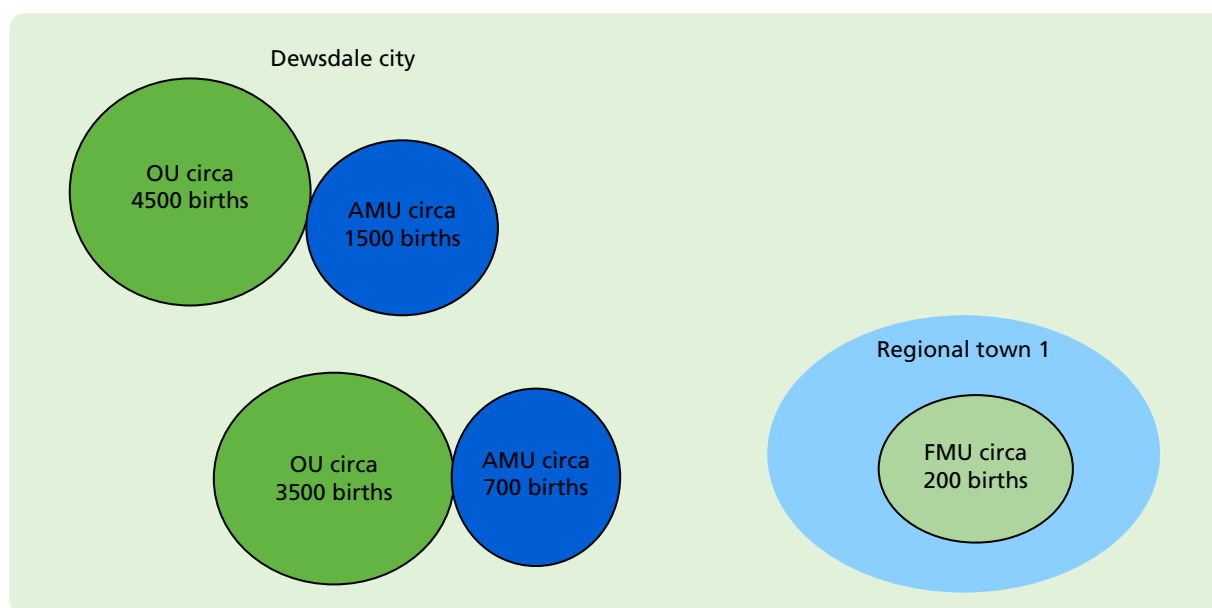 Dewsdale city
OU circa
4500 births
AMU circa
1500 births
Regional town 1
OU circa
3500 births
AMU circa
700 births
FMU circa
200 births